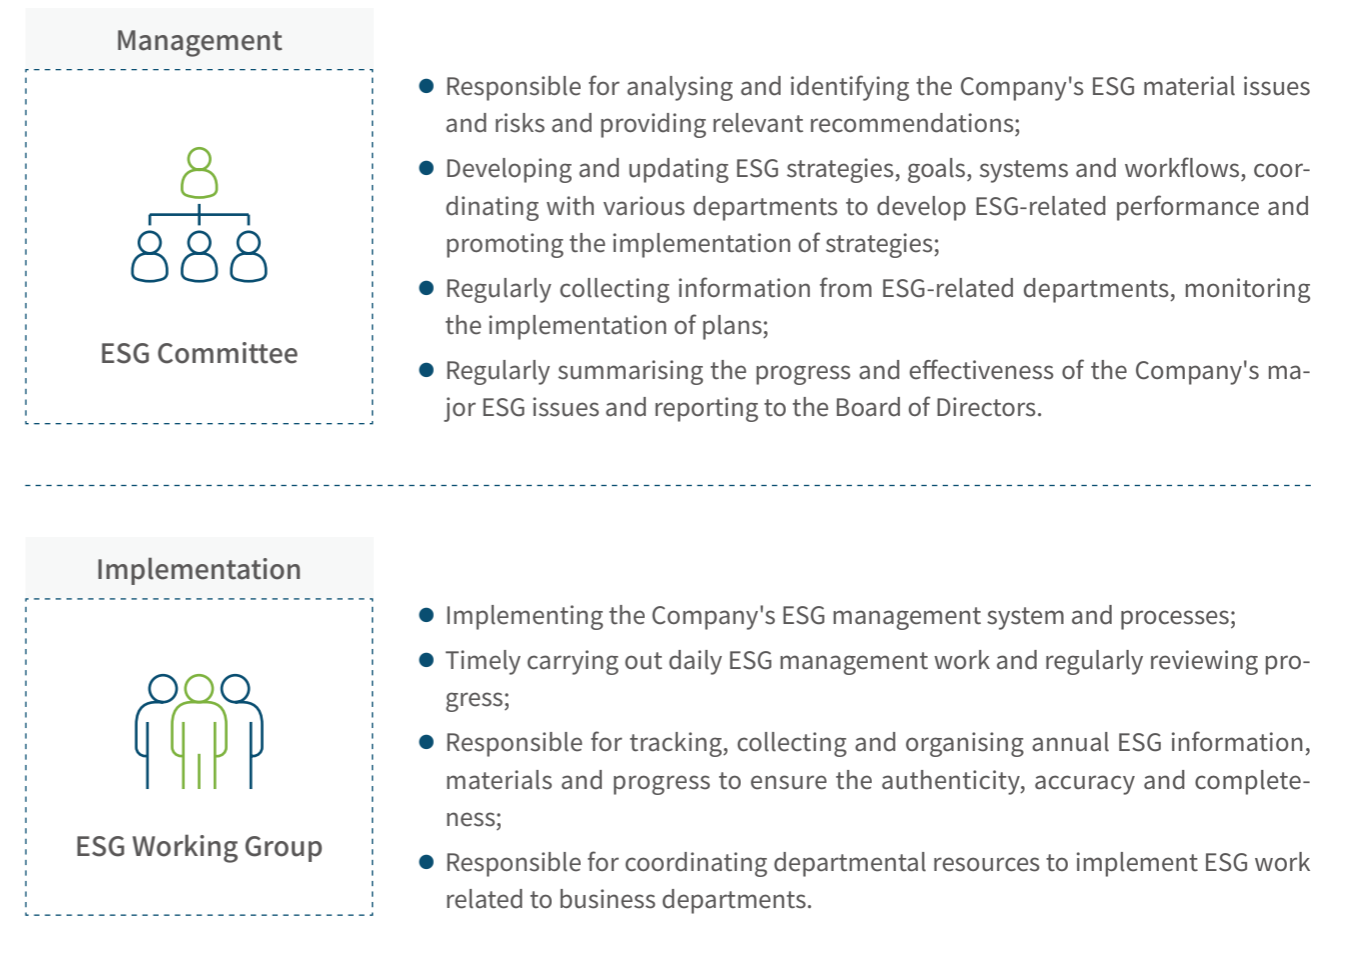 Management
ESG Committee
● Responsible for analysing and identifying the Company's ESG material issues
and risks and providing relevant recommendations;
● Developing and updating ESG strategies, goals, systems and workflows, coor-
dinating with various departments to develop ESG-related performance and
promoting the implementation of strategies;
● Regularly collecting information from ESG-related departments, monitoring
the implementation of plans;
● Regularly summarising the progress and effectiveness of the Company's ma-
jor ESG issues and reporting to the Board of Directors.
Implementation
ESG Working Group
● Implementing the Company's ESG management system and processes;
● Timely carrying out daily ESG management work and regularly reviewing pro-
gress;
● Responsible for tracking, collecting and organising annual ESG information,
materials and progress to ensure the authenticity, accuracy and complete-
ness;
● Responsible for coordinating departmental resources to implement ESG work
related to business departments.